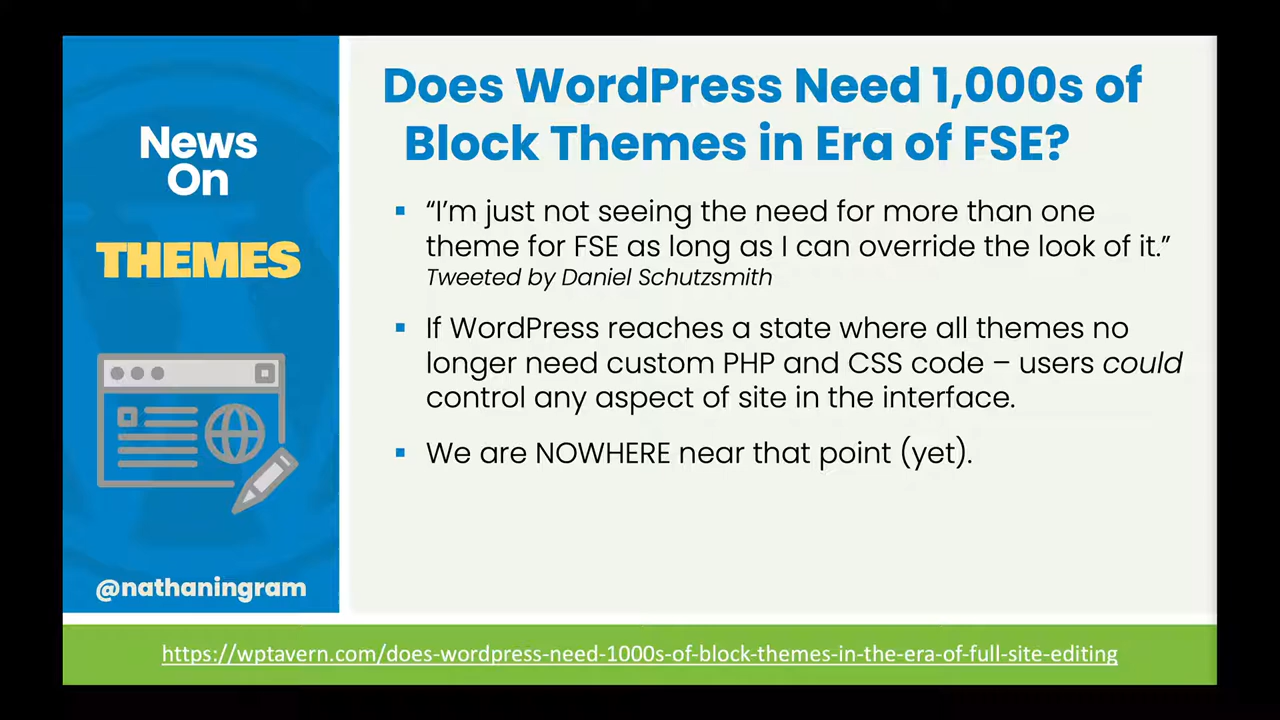 News
On
THEMES
@nathaningram
Does WordPress Need 1,000s of
Block Themes in Era of FSE?
▪ “I’m just not seeing the need for more than one
theme for FSE as long as I can override the look of it.”
Tweeted by Daniel Schutzsmith
▪ If WordPress reaches a state where all themes no
longer need custom PHP and CSS code – users could
control any aspect of site in the interface.
▪ We are NOWHERE near that point (yet).
https://wptavern.com/does-wordpress-need-1000s-of-block-themes-in-the-era-of-full-site-editing